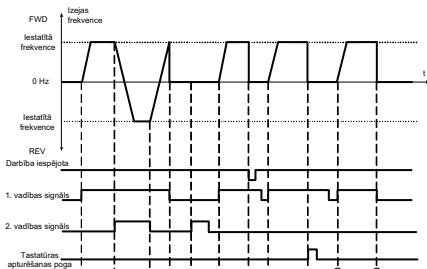 FWD
Izejas
frekvence
Iestatītā
frekvence
0 Hz
t
Iestatītā
frekvence
REV
Darbība iespējota
1. vadības signāls
2. vadības signāls
Tastatūras
apturēšanas poga